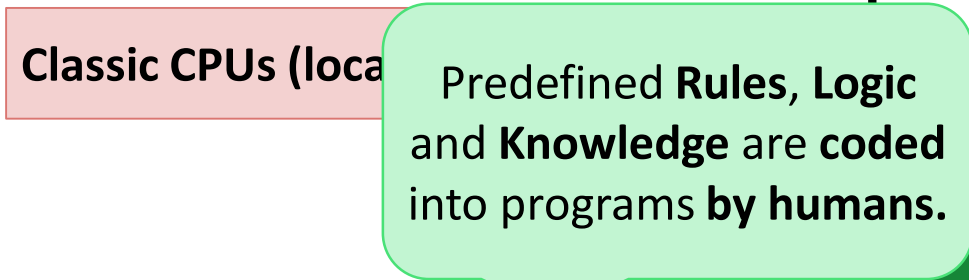 Classic CPUs (loca
Predefined Rules, Logic
and Knowledge are coded
into programs by humans.